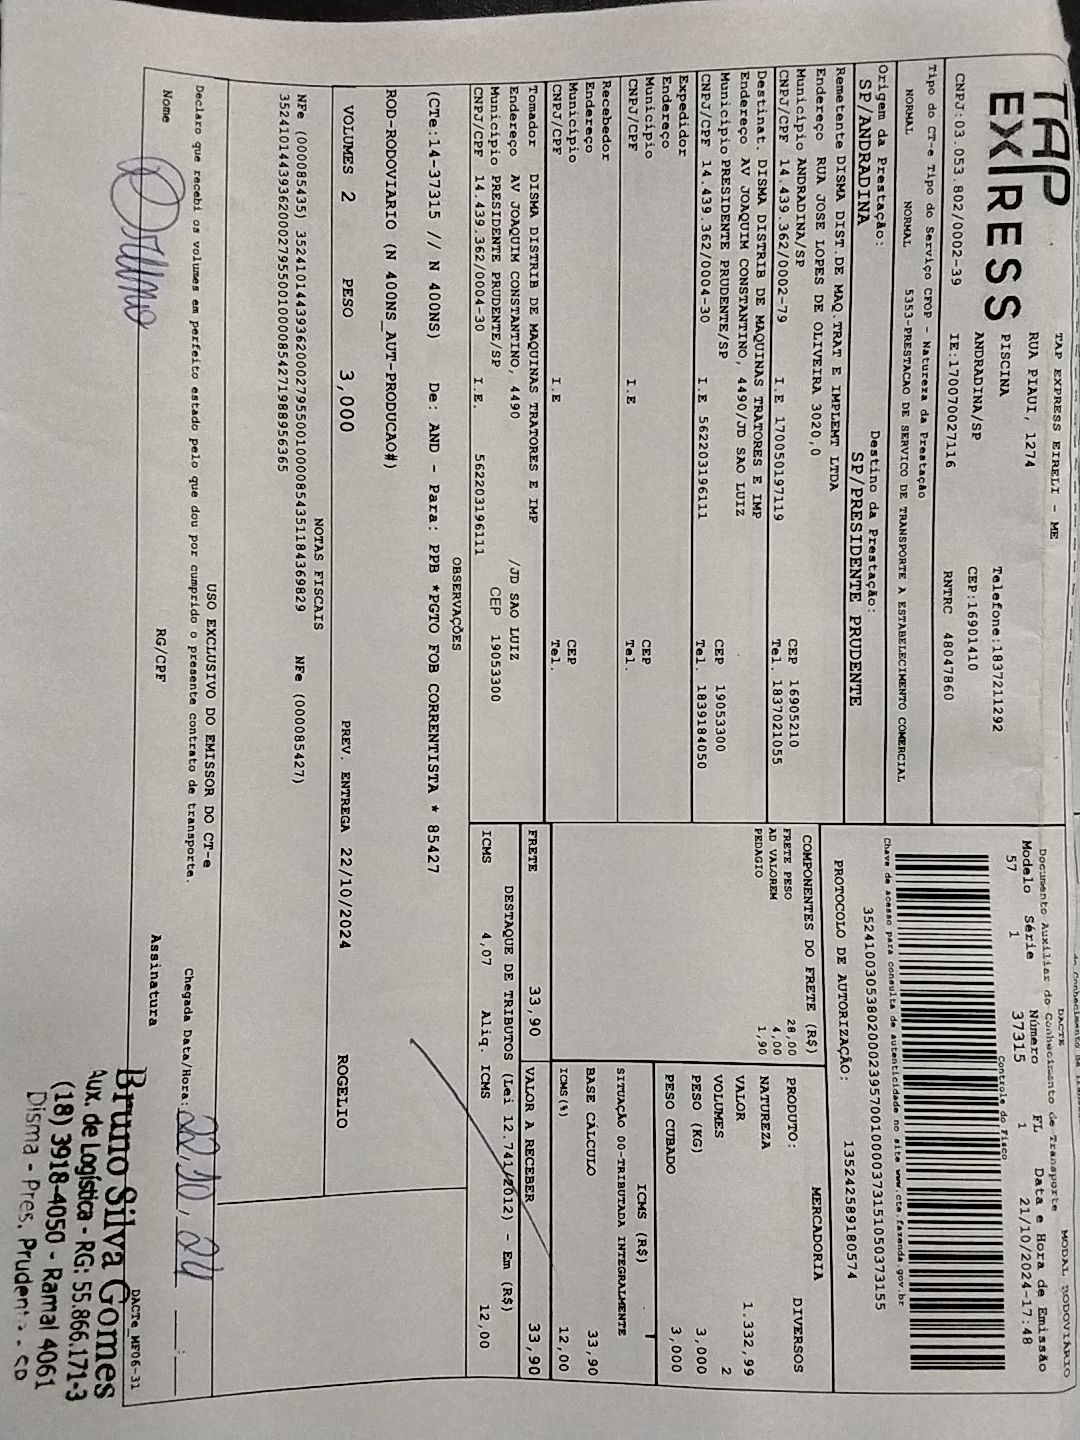 TAP
EXPRESS
TAP EXPRESS EIRELI - ME
RUA PIAUI, 1274
PISCINA
ANDRADINA/SP
Telefone:1837211292
CEP:16901410
CNPJ:03.053.802/0002-39 IE:170070027116 RNTRC 48047860
MODAL RODOVIÁRIO
DACTE
Documento Auxiliar do Conhecimento de Transporte
Modelo Série Número FL Data e Hora de Emissão
57 1 37315 1 21/10/2024-17:48
Controle do Fisco
Tipo do CT-e Tipo do Serviço CFOP - Natureza da Prestação
NORMAL NORMAL 5353-PRESTACAO DE SERVICO DE TRANSPORTE A ESTABELECIMENTO COMERCIAL
Chave de acesso para consulta de autenticidade no site www.cte.fazenda.gov.br
35241003053802000239570010000373151050373155
Origem da Prestação: Destino da Prestação:
SP/ANDRADINA SP/PRESIDENTE PRUDENTE
PROTOCOLO DE AUTORIZAÇÃO: 135242589180574
Remetente DISMA DIST.DE MAQ.TRAT E IMPLEMT LTDA
Endereço RUA JOSE LOPES DE OLIVEIRA 3020,0
Município ANDRADINA/SP CEP 16905210
CNPJ/CPF 14.439.362/0002-79 I.E 170050197119 Tel. 1837021055
Destinat. DISMA DISTRIB DE MAQUINAS TRATORES E IMP
Endereço AV JOAQUIM CONSTANTINO, 4490/JD SAO LUIZ
Município PRESIDENTE PRUDENTE/SP CEP 19053300
CNPJ/CPF 14.439.362/0004-30 I.E 562203196111 Tel. 1839184050
Expedidor
Endereço
Município CEP
CNPJ/CPF I.E Tel.
Recebedor
Endereço
Município CEP
CNPJ/CPF I.E Tel.
Tomador DISMA DISTRIB DE MAQUINAS TRATORES E IMP
Endereço AV JOAQUIM CONSTANTINO, 4490 /JD SAO LUIZ
Município PRESIDENTE PRUDENTE/SP CEP 19053300
CNPJ/CPF 14.439.362/0004-30 I.E. 562203196111
COMPONENTES DO FRETE (R$)
FRETE PESO 28,00
AD VALOREM 4,00
PEDAGIO 1,90
MERCADORIA
PRODUTO: DIVERSOS
NATUREZA
VALOR 1.332,99
VOLUMES 2
PESO (KG) 3,000
PESO CUBADO 3,000
ICMS (R$)
SITUAÇÃO 00-TRIBUTADA INTEGRALMENTE
BASE CÁLCULO 33,90
ICMS(%) 12,00
FRETE 33,90 VALOR A RECEBER 33,90
DESTAQUE DE TRIBUTOS (Lei 12.741/2012) - Em (R$)
ICMS 4,07 Aliq. ICMS 12,00
OBSERVAÇÕES
(CTe:14-37315 // N 400NS) De: AND - Para: PPB *PGTO FOB CORRENTISTA * 85427
ROD-RODOVIARIO (N 400NS_AUT-PRODUCAO#)
VOLUMES 2 PESO 3,000 PREV. ENTREGA 22/10/2024 ROGELIO
NOTAS FISCAIS
NFe (000085435) 35241014439362000279550010000854351184369829 NFe (000085427)
35241014439362000279550010000854271988956365
USO EXCLUSIVO DO EMISSOR DO CT-e
Declaro que recebi os volumes em perfeito estado pelo que dou por cumprido o presente contrato de transporte. Chegada Data/Hora: 22/10/24 __:__
Nome RG/CPF Assinatura
Bruno
DACTe_MF06-31
Bruno Silva Gomes
Aux. de Logística - RG: 55.866.171-3
(18) 3918-4050 - Ramal 4061
Disma - Pres. Prudente - SP